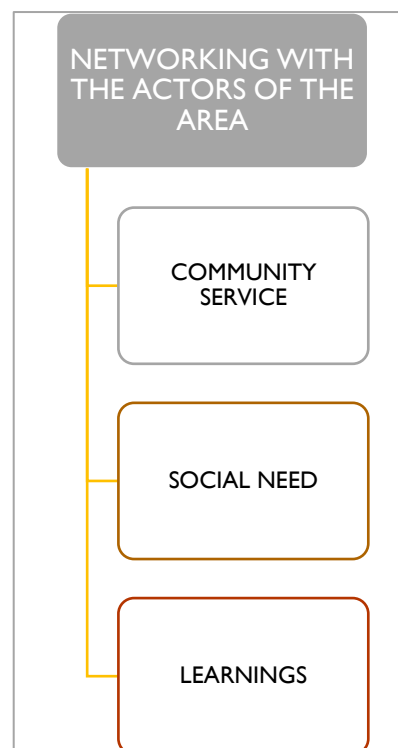 NETWORKING WITH
THE ACTORS OF THE
AREA
COMMUNITY
SERVICE
SOCIAL NEED
LEARNINGS